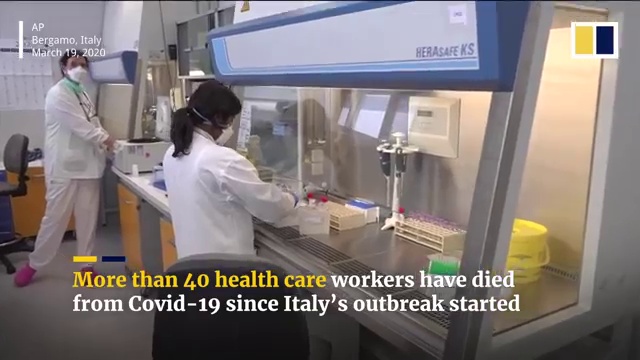 AP
Bergamo, Italy
March 19, 2020
HERASAFE KS
More than 40 health care workers have died
from Covid-19 since Italy's outbreak started